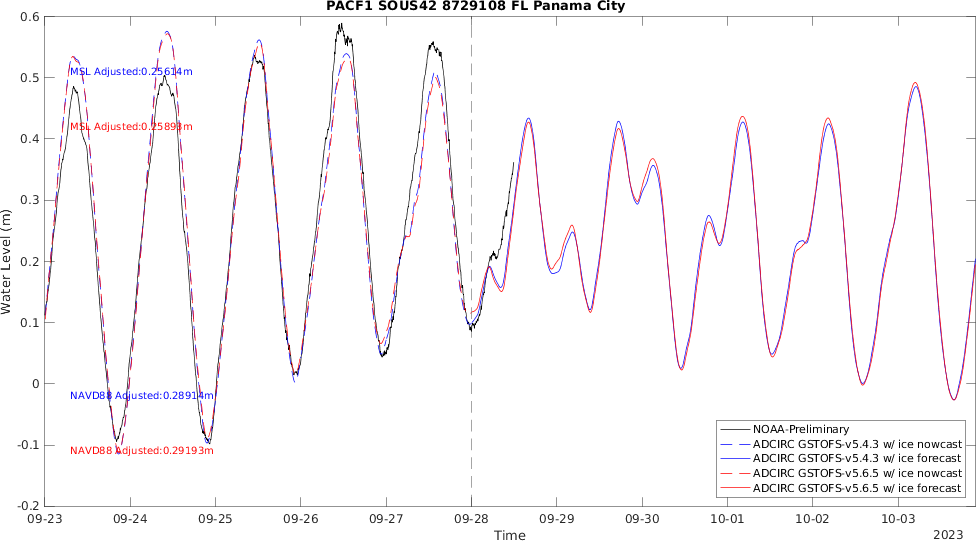 PACF1 SOUS42 8729108 FL Panama City
0.6
0.5
0.4
0.3
0.2
0.1
0
-0.1
-0.2
Water Level (m)
MSL Adjusted:0.25614m
MSL Adjusted:0.25893m
NAVD88 Adjusted:0.28914m
NAVD88 Adjusted:0.29193m
NOAA-Preliminary
ADCIRC GSTOFS-v5.4.3 w/ ice nowcast
ADCIRC GSTOFS-v5.4.3 w/ ice forecast
ADCIRC GSTOFS-v5.6.5 w/ ice nowcast
ADCIRC GSTOFS-v5.6.5 w/ ice forecast
09-23 09-24 09-25 09-26 09-27 09-28 09-29 09-30 10-01 10-02 10-03
Time
2023